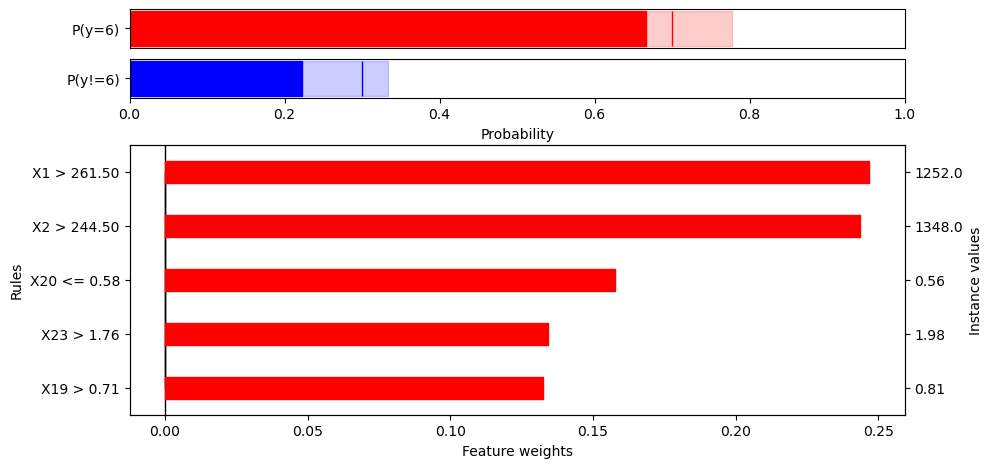 P(y=6)
P(y!=6)
0.0 0.2 0.4 0.6 0.8 1.0
Probability
X1 > 261.50 1252.0
X2 > 244.50 1348.0
X20 <= 0.58 0.56
X23 > 1.76 1.98
X19 > 0.71 0.81
Rules
Instance values
0.00 0.05 0.10 0.15 0.20 0.25
Feature weights